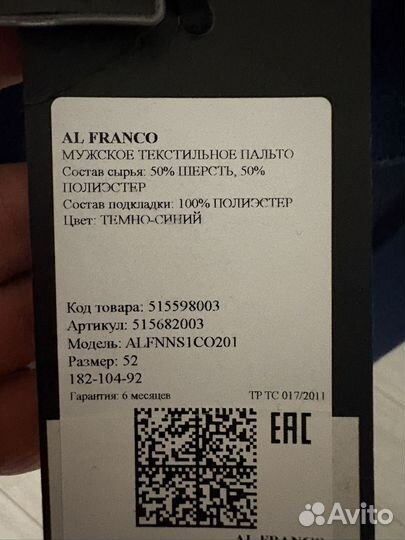 AL FRANCO
МУЖСКОЕ ТЕКСТИЛЬНОЕ ПАЛЬТО
Состав сырья: 50% ШЕРСТЬ, 50%
ПОЛИЭСТЕР
Состав подкладки: 100% ПОЛИЭСТЕР
Цвет: ТЕМНО-СИНИЙ
Код товара: 515598003
Артикул: 515682003
Модель: ALFNNS1CO201
Размер: 52
182-104-92
Гарантия: 6 месяцев ТР ТС 017/2011
EAC
AL FRANCO
Avito